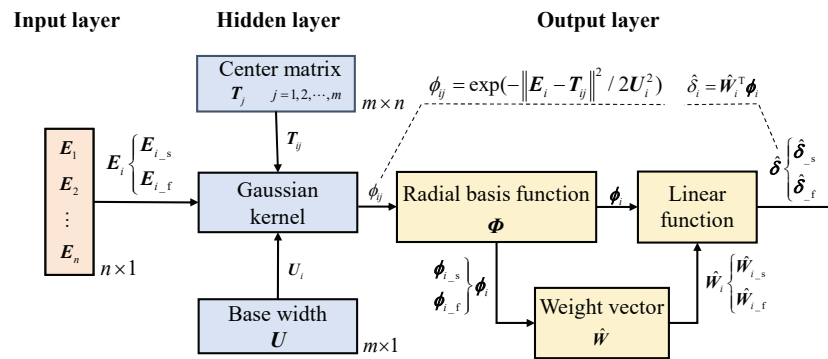 Input layer
Hidden layer
Output layer
Center matrix
T_j j = 1, 2, ⋯, m
m × n
ϕ_ij = exp(−‖E_i − T_ij‖² / 2U_i²)
δ̂_i = Ŵ_i^T ϕ_i
T_ij
E_1
E_2
⋮
E_n
n × 1
E_i { E_i_s
E_i_f
Gaussian
kernel
ϕ_ij
Radial basis function
Φ
ϕ_i
Linear
function
δ̂ { δ̂_s
δ̂_f
U_i
Base width
U
m × 1
ϕ_i_s
ϕ_i_f } ϕ_i
Weight vector
Ŵ
Ŵ_i { Ŵ_i_s
Ŵ_i_f